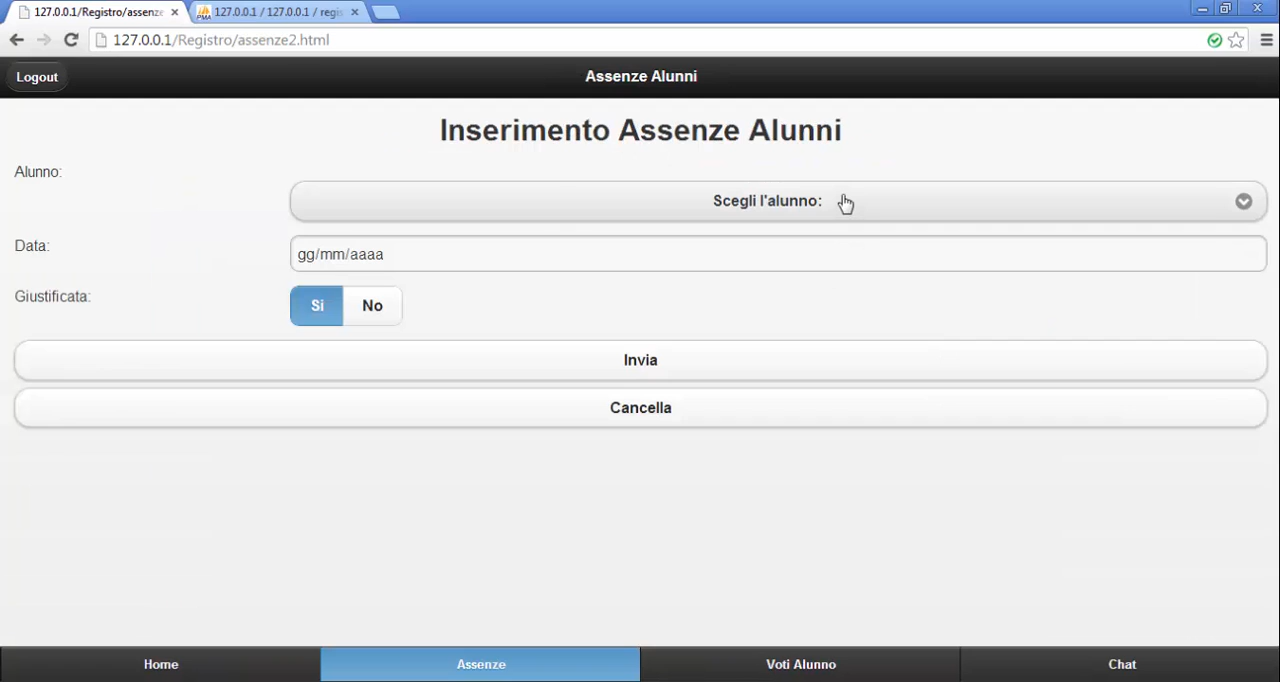 127.0.0.1/Registro/assenze
127.0.0.1 / 127.0.0.1 / regis
127.0.0.1/Registro/assenze2.html
Logout
Assenze Alunni
Inserimento Assenze Alunni
Alunno:
Scegli l'alunno:
Data:
gg/mm/aaaa
Giustificata:
Si
No
Invia
Cancella
Home
Assenze
Voti Alunno
Chat